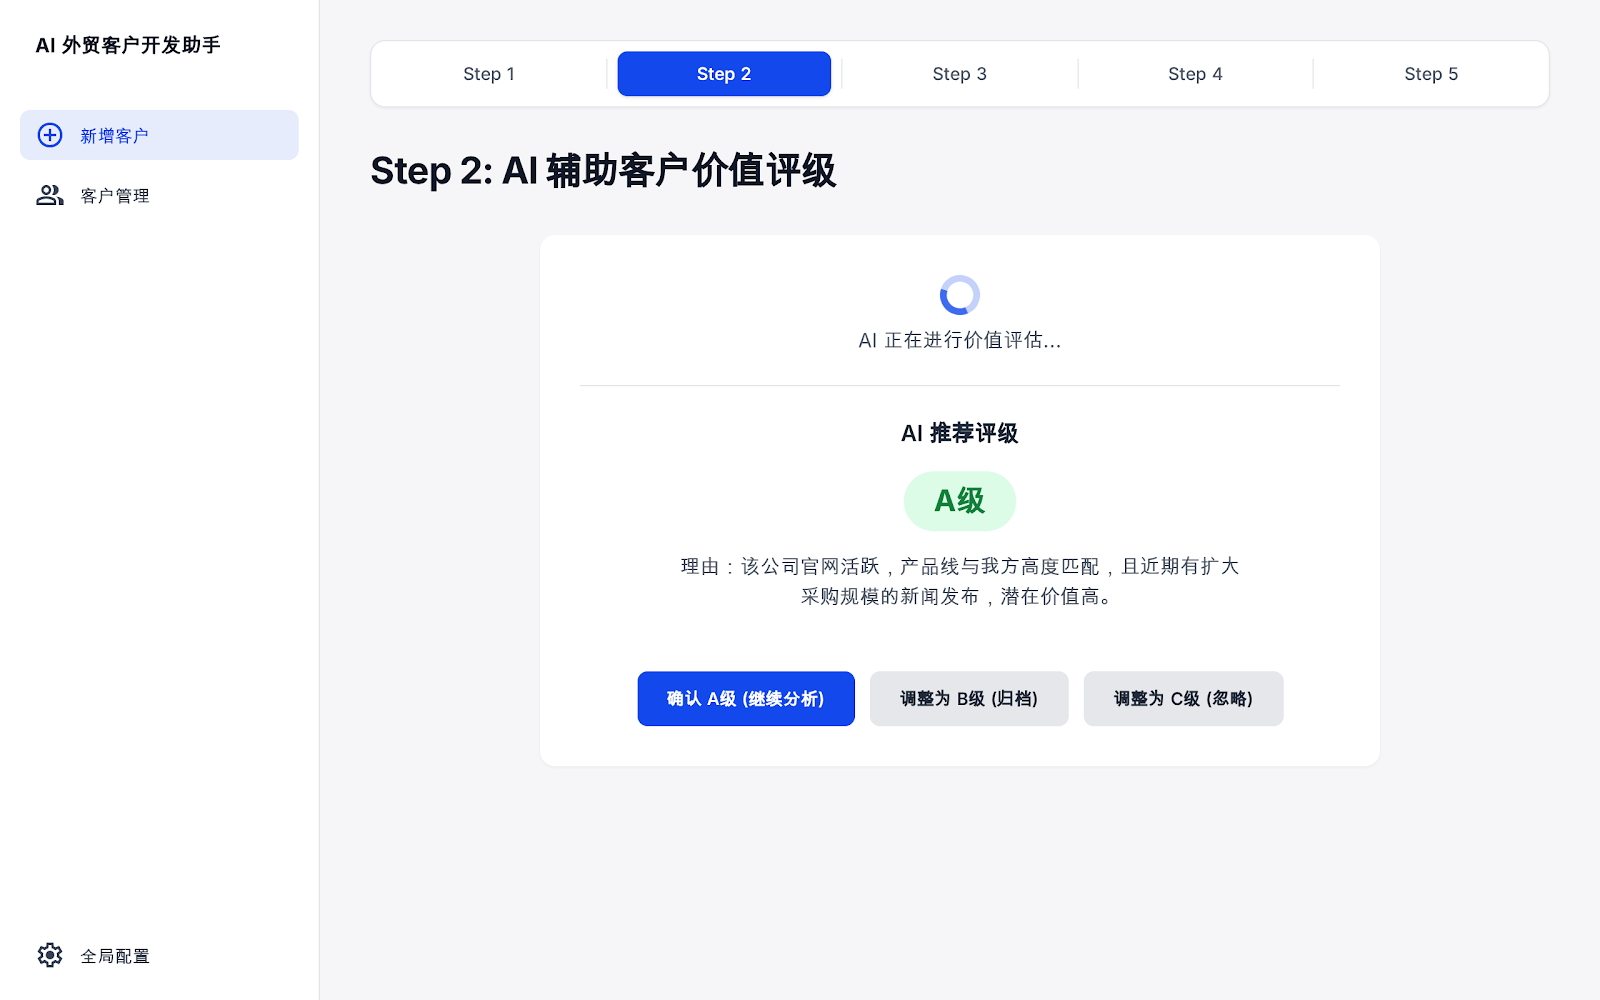 AI 外贸客户开发助手
新增客户
客户管理
全局配置
Step 1
Step 2
Step 3
Step 4
Step 5
Step 2: AI 辅助客户价值评级
AI 正在进行价值评估...
AI 推荐评级
A级
理由：该公司官网活跃，产品线与我方高度匹配，且近期有扩大
采购规模的新闻发布，潜在价值高。
确认 A级 (继续分析)
调整为 B级 (归档)
调整为 C级 (忽略)